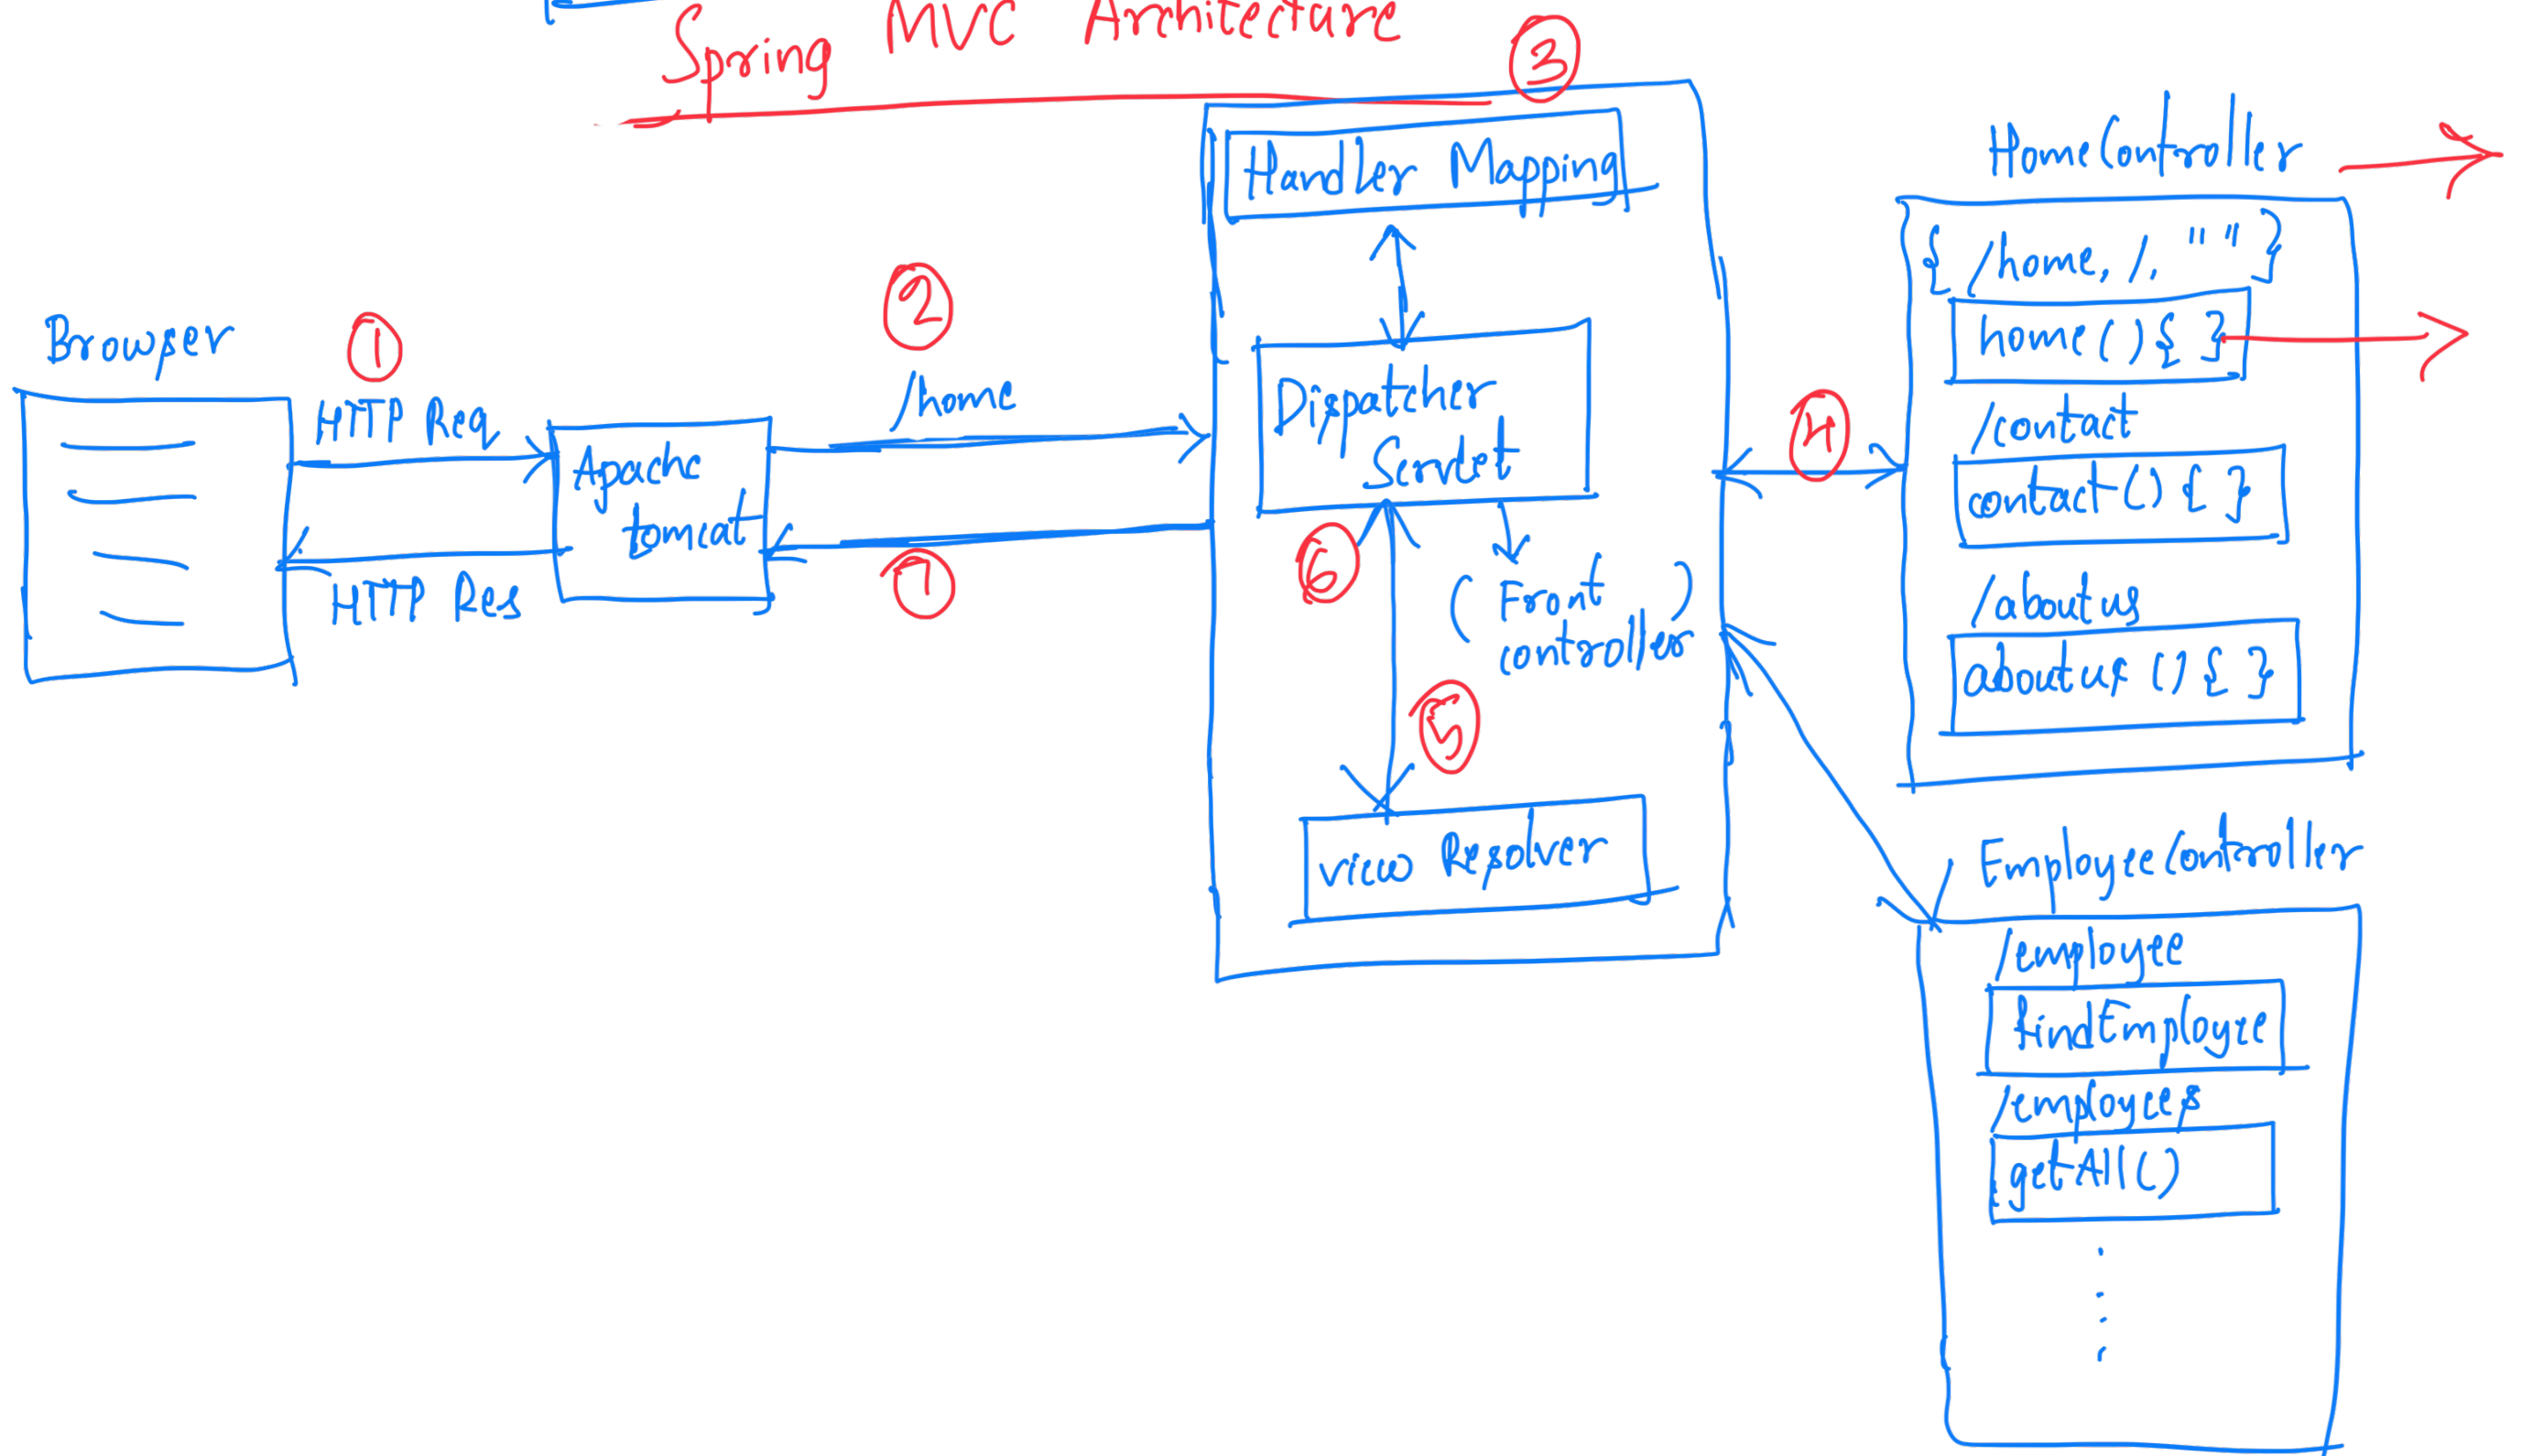 Spring MVC Architecture
3
Handler Mapping
HomeController
{ /home, /, "" }
home() { }
2
1
Browser
HTTP Req
/home
Apache
tomcat
Dispatcher
Servlet
4
/contact
contact() { }
HTTP Res
7
6
( Front
controller )
/aboutus
aboutus () { }
5
view Resolver
EmployeeController
/employee
findEmployee
/employees
getAll()